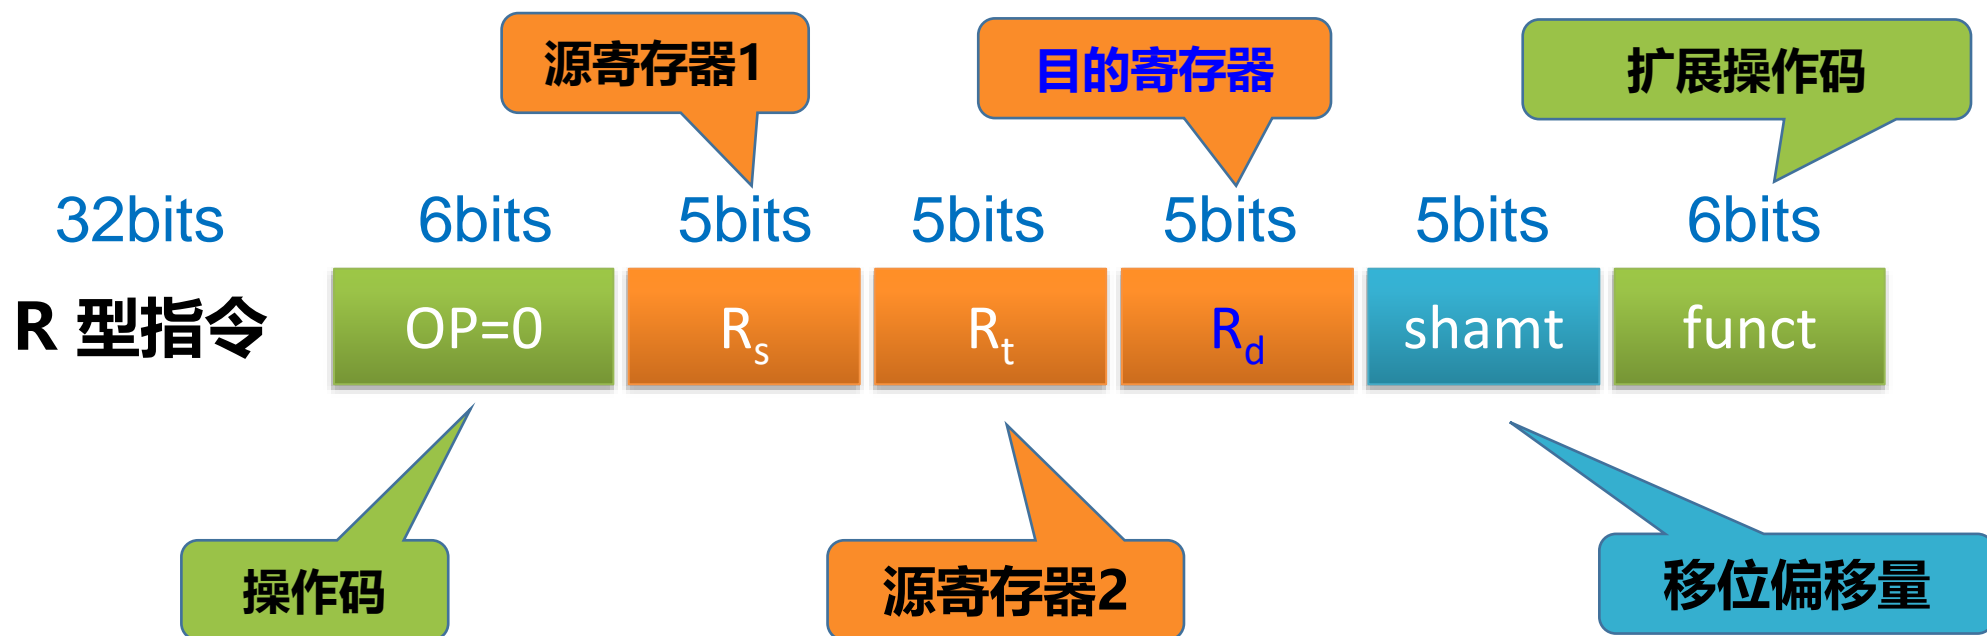 源寄存器1
目的寄存器
扩展操作码
32bits 6bits 5bits 5bits 5bits 5bits 6bits
R 型指令 OP=0 Rs Rt Rd shamt funct
操作码
源寄存器2
移位偏移量